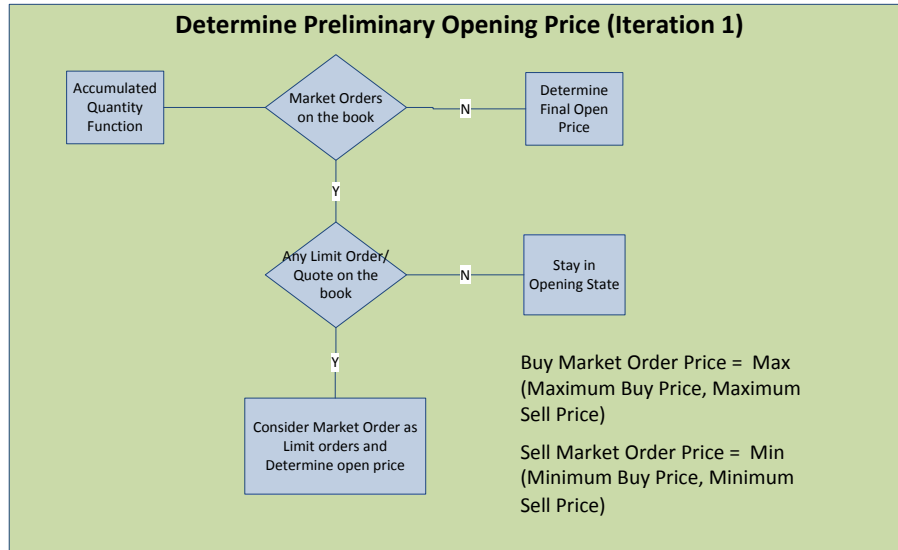 Determine Preliminary Opening Price (Iteration 1)
Accumulated
Quantity
Function
Market Orders
on the book
N
Determine
Final Open
Price
Y
Any Limit Order/
Quote on the
book
N
Stay in
Opening State
Y
Consider Market Order as
Limit orders and
Determine open price
Buy Market Order Price =  Max
(Maximum Buy Price, Maximum
Sell Price)
Sell Market Order Price =  Min
(Minimum Buy Price, Minimum
Sell Price)